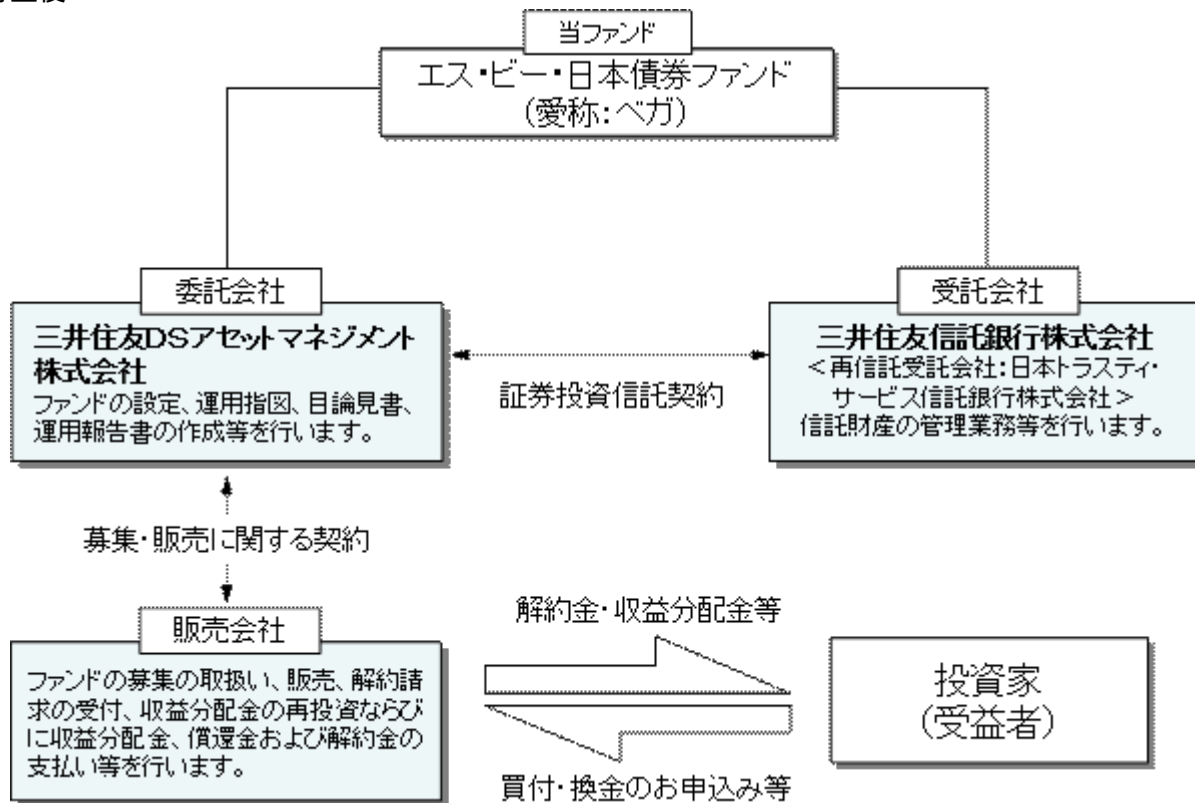 当ファンド
エス・ビー・日本債券ファンド
(愛称:ベガ)
委託会社
三井住友DSアセットマネジメント
株式会社
ファンドの設定、運用指図、目論見書、
運用報告書の作成等を行います。
証券投資信託契約
受託会社
三井住友信託銀行株式会社
<再信託受託会社:日本トラスティ・
サービス信託銀行株式会社>
信託財産の管理業務等を行います。
募集・販売に関する契約
販売会社
ファンドの募集の取扱い、販売、解約請
求の受付、収益分配金の再投資ならび
に収益分配金、償還金および解約金の
支払い等を行います。
解約金・収益分配金等
買付・換金のお申込み等
投資家
(受益者)